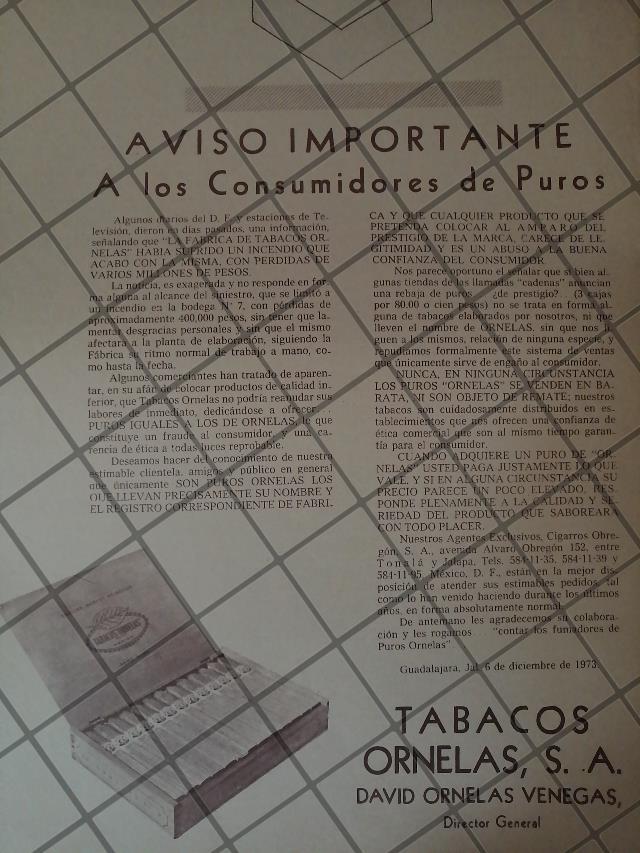 AVISO IMPORTANTE
A los Consumidores de Puros
Algunos diarios del D. F. y estaciones de Te-
levisión, dieron en días pasados, una información,
señalando que "LA FABRICA DE TABACOS OR-
NELAS" HABIA SUFRIDO UN INCENDIO QUE
ACABO CON LA MISMA, CON PERDIDAS DE
VARIOS MILLONES DE PESOS.
La noticia, es exagerada y no responde en for-
ma alguna al alcance del siniestro, que se limitó a
un incendio en la bodega Nº 7, con pérdidas de
aproximadamente 400,000 pesos, sin tener que la-
mentar desgracias personales y sin que el mismo
afectara la planta de elaboración, siguiendo la
Fábrica su ritmo normal de trabajo a mano, co-
mo hasta la fecha.
Algunos comerciantes han tratado de aparen-
tar, en su afán de colocar productos de calidad in-
ferior, que Tabacos Ornelas no podría reanudar sus
labores de inmediato, dedicándose a ofrecer...
PUROS IGUALES A LOS DE ORNELAS, lo que
constituye un fraude al consumidor y una ca-
rencia de ética a todas luces reprobable.
Deseamos hacer del conocimiento de nuestra
estimable clientela, amigos y público en general
que únicamente SON PUROS ORNELAS LOS
QUE LLEVAN PRECISAMENTE SU NOMBRE Y
EL REGISTRO CORRESPONDIENTE DE FABRI-
CA Y QUE CUALQUIER PRODUCTO QUE SE
PRETENDA COLOCAR AL AMPARO DEL
PRESTIGIO DE LA MARCA, CARECE DE LE-
GITIMIDAD Y ES UN ABUSO A LA BUENA
CONFIANZA DEL CONSUMIDOR.
Nos parece oportuno el señalar que si bien al-
gunas tiendas de las llamadas "cadenas" anuncian
una rebaja de puros... ¿de prestigio?... (3 cajas
por 80.00 o cien pesos) no se trata en forma al-
guna de tabacos elaborados por nosotros, ni que
lleven el nombre de ORNELAS, sin que nos li-
guen a los mismos, relación de ninguna especie, y
repudiamos formalmente este sistema de ventas
que únicamente sirve de engaño al consumidor.
NUNCA, EN NINGUNA CIRCUNSTANCIA
LOS PUROS "ORNELAS" SE VENDEN EN BA-
RATA, NI SON OBJETO DE REMATE; nuestros
tabacos son cuidadosamente distribuidos en es-
tablecimientos que nos ofrecen una confianza de
ética comercial que son al mismo tiempo garan-
tía para el consumidor.
CUANDO ADQUIERE UN PURO DE "OR-
NELAS" USTED PAGA JUSTAMENTE LO QUE
VALE, Y SI EN ALGUNA CIRCUNSTANCIA SU
PRECIO PARECE UN POCO ELEVADO, RES-
PONDE PLENAMENTE A LA CALIDAD Y SE-
RIEDAD DEL PRODUCTO QUE SABOREARA
CON TODO PLACER.
Nuestros Agentes Exclusivos, Cigarros Obre-
gón, S. A., avenida Alvaro Obregón 152, entre
Tonalá y Jalapa, Tels. 584-11-35, 584-11-39 y
584-11-95, México, D. F., están en la mejor dis-
posición de atender sus estimables pedidos, tal
como lo han venido haciendo durante los últimos
años, en forma absolutamente normal.
De antemano les agradecemos su colabora-
ción y les rogamos... "contar los fumadores de
Puros Ornelas"
Guadalajara, Jal. 6 de diciembre de 1973.
TABACOS
ORNELAS, S. A.
DAVID ORNELAS VENEGAS,
Director General